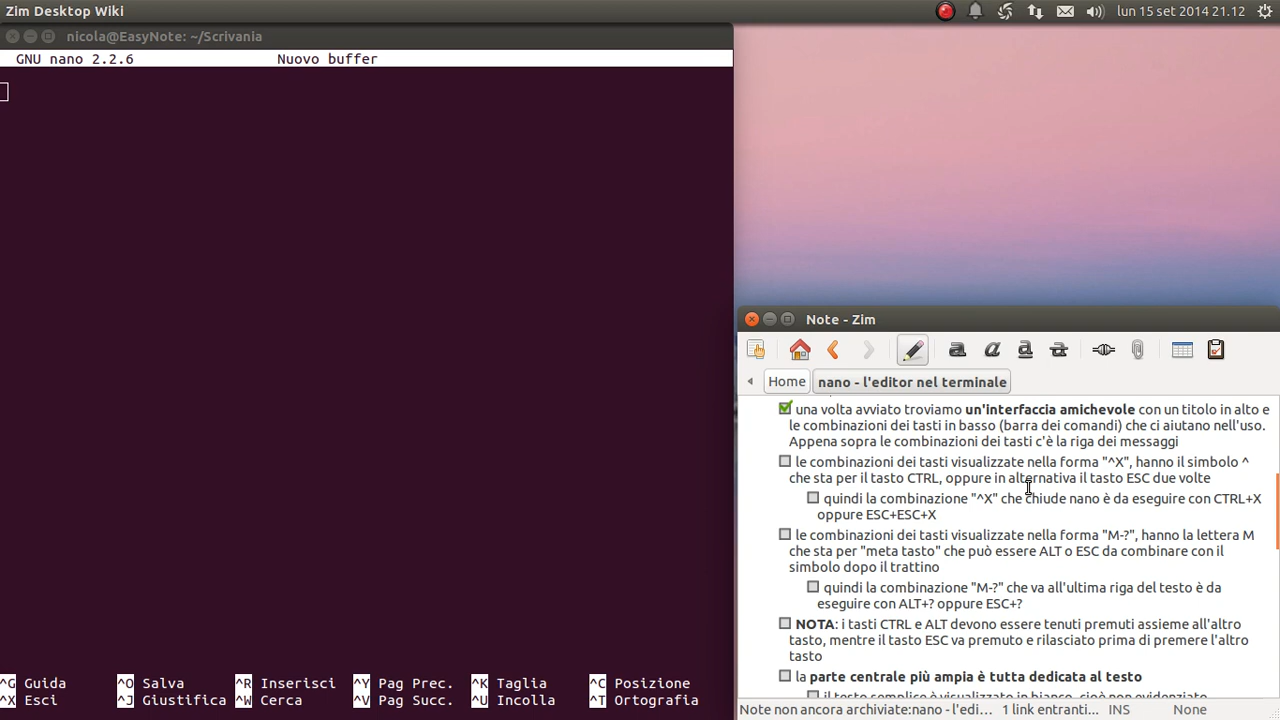 Zim Desktop Wiki
lun 15 set 2014 21.12
nicola@EasyNote: ~/Scrivania
GNU nano 2.2.6 Nuovo buffer
^G Guida ^O Salva ^R Inserisci ^Y Pag Prec. ^K Taglia ^C Posizione
^X Esci ^J Giustifica ^W Cerca ^V Pag Succ. ^U Incolla ^T Ortografia
Note - Zim
a a a a
Home nano - l'editor nel terminale
una volta avviato troviamo un'interfaccia amichevole con un titolo in alto e
le combinazioni dei tasti in basso (barra dei comandi) che ci aiutano nell'uso.
Appena sopra le combinazioni dei tasti c'è la riga dei messaggi
le combinazioni dei tasti visualizzate nella forma "^X", hanno il simbolo ^
che sta per il tasto CTRL, oppure in alternativa il tasto ESC due volte
quindi la combinazione "^X" che chiude nano è da eseguire con CTRL+X
oppure ESC+ESC+X
le combinazioni dei tasti visualizzate nella forma "M-?", hanno la lettera M
che sta per "meta tasto" che può essere ALT o ESC da combinare con il
simbolo dopo il trattino
quindi la combinazione "M-?" che va all'ultima riga del testo è da
eseguire con ALT+? oppure ESC+?
NOTA: i tasti CTRL e ALT devono essere tenuti premuti assieme all'altro
tasto, mentre il tasto ESC va premuto e rilasciato prima di premere l'altro
tasto
la parte centrale più ampia è tutta dedicata al testo
il testo semplice è visualizzato in bianco, cioè non evidenziato
Note non ancora archiviate:nano - l'edi... 1 link entranti... INS None